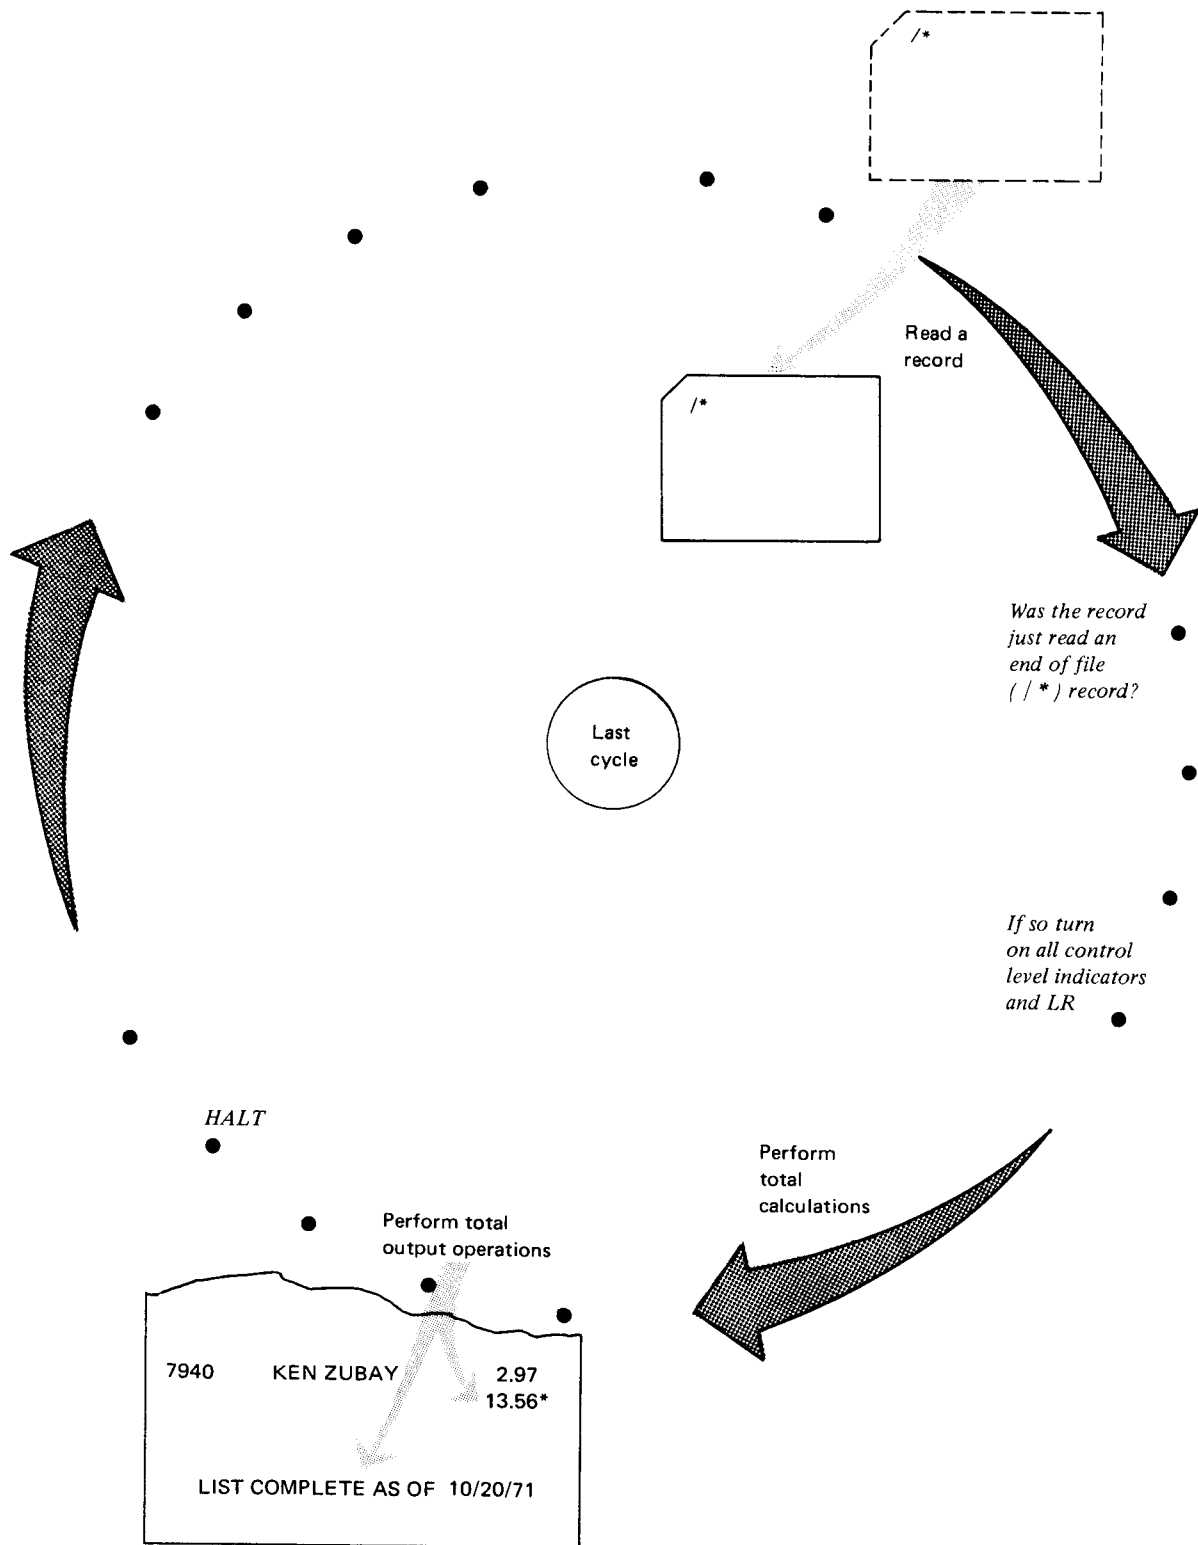 /*
Read a
record
/*
Was the record
just read an
end of file
( / * ) record?
Last
cycle
If so turn
on all control
level indicators
and LR
HALT
Perform
total
calculations
Perform total
output operations
7940 KEN ZUBAY 2.97
13.56*
LIST COMPLETE AS OF 10/20/71